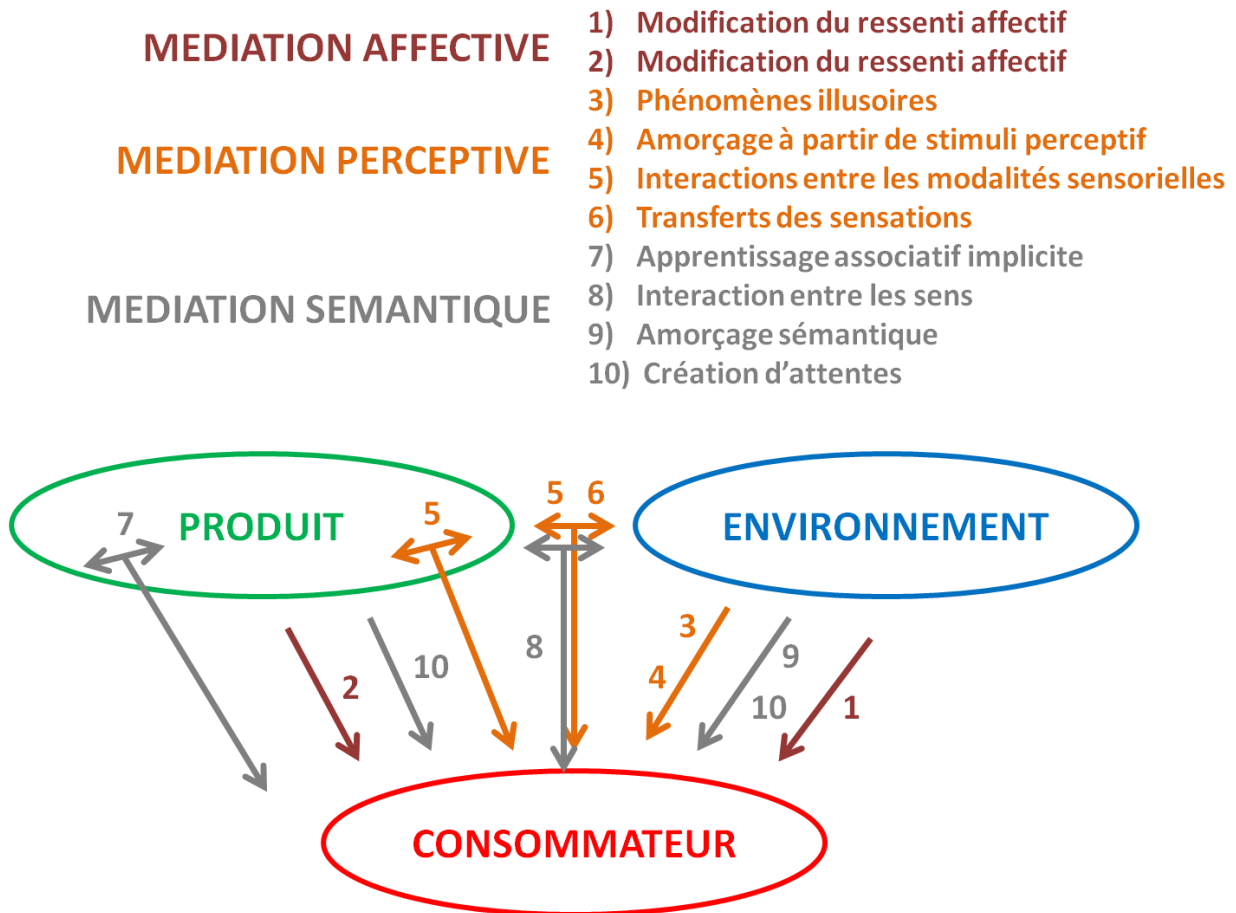 MEDIATION AFFECTIVE
1) Modification du ressenti affectif
2) Modification du ressenti affectif
MEDIATION PERCEPTIVE
3) Phénomènes illusoires
4) Amorçage à partir de stimuli perceptif
5) Interactions entre les modalités sensorielles
6) Transferts des sensations
MEDIATION SEMANTIQUE
7) Apprentissage associatif implicite
8) Interaction entre les sens
9) Amorçage sémantique
10) Création d'attentes
5 6
7 PRODUIT 5
ENVIRONNEMENT
2 10 8 3 4 9 10 1
CONSOMMATEUR